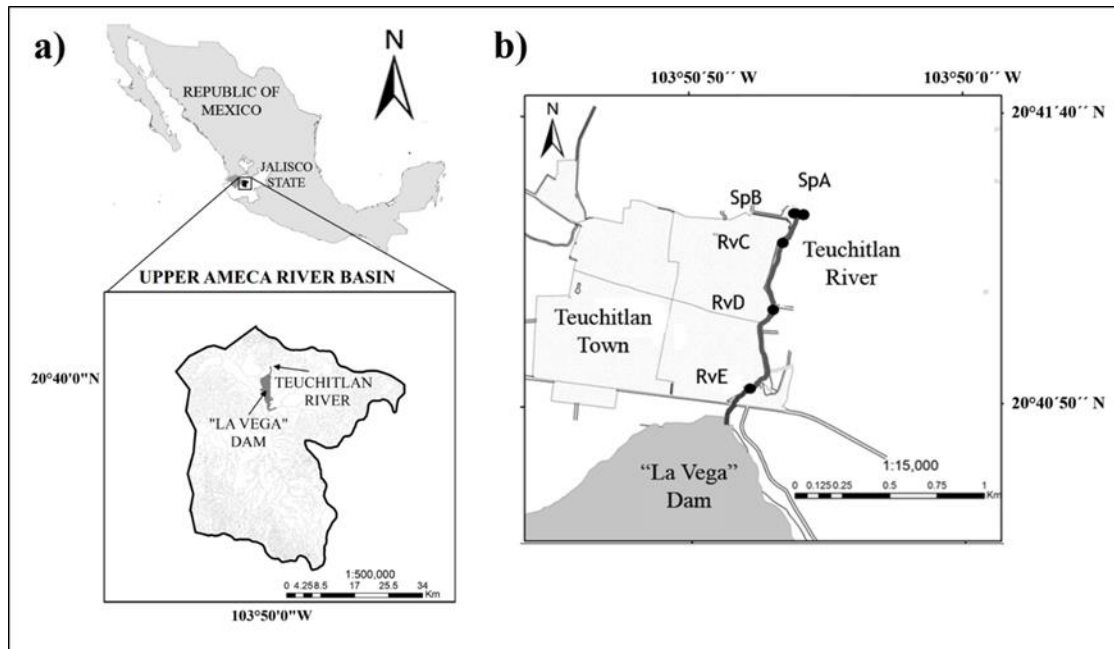 a)
N
REPUBLIC OF
MEXICO
JALISCO
STATE
UPPER AMECA RIVER BASIN
20°40'0"N
TEUCHITLAN
RIVER
"LA VEGA"
DAM
1:500,000
0 4.25 8.5 17 25.5 34
Km
103°50'0"W
b)
103°50'50´´ W
103°50'0´´ W
N
20°41´40´´ N
SpA
SpB
RvC
Teuchitlan
River
RvD
Teuchitlan
Town
RvE
20°40´50´´ N
“La Vega”
Dam
1:15,000
0 0.125 0.25 0.5 0.75 1
Km